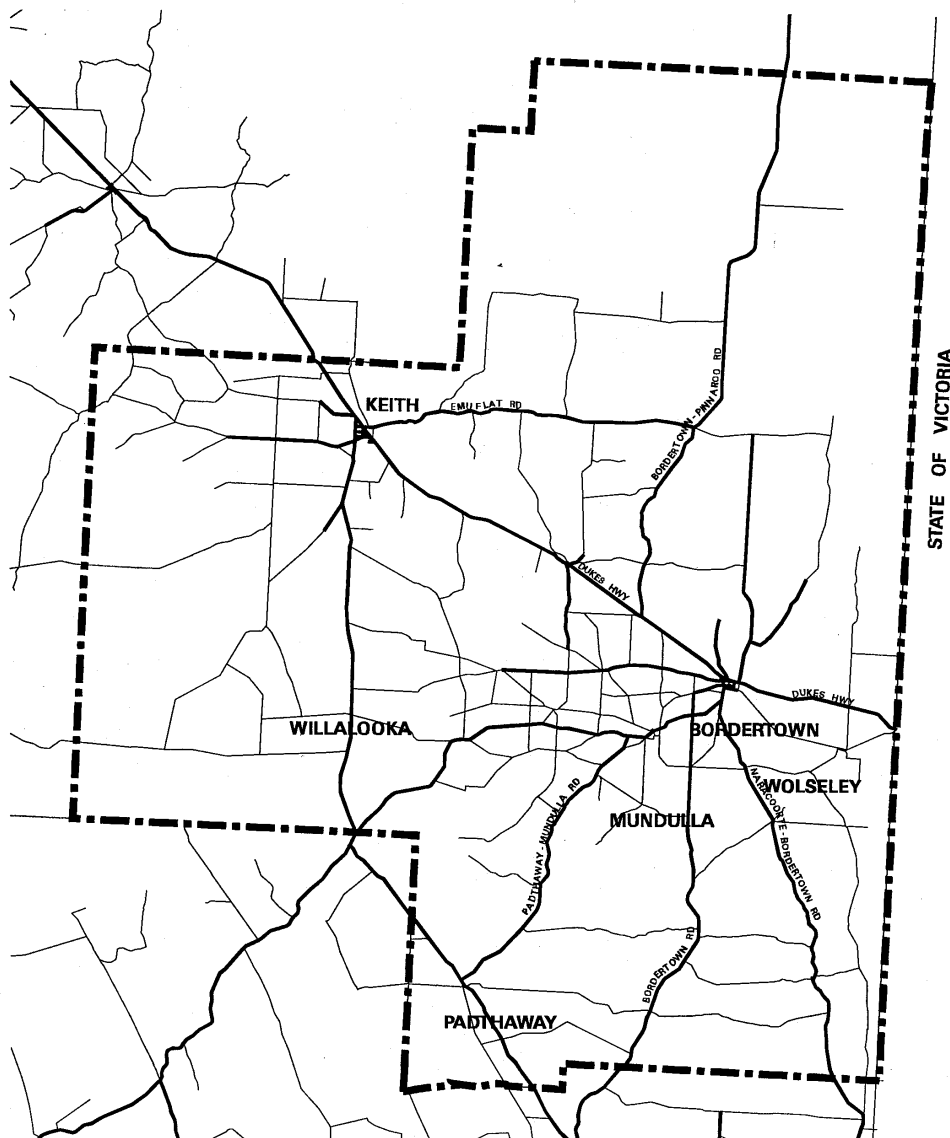 BORDERTOWN-PINNAROO RD
KEITH
EMU FLAT RD
STATE OF VICTORIA
DUKES HWY
DUKES HWY
WILLALOOKA
BORDERTOWN
WOLSELEY
NARACOORTE-BORDERTOWN RD
PADTHAWAY-MUNDULLA RD
MUNDULLA
BORDERTOWN RD
PADTHAWAY